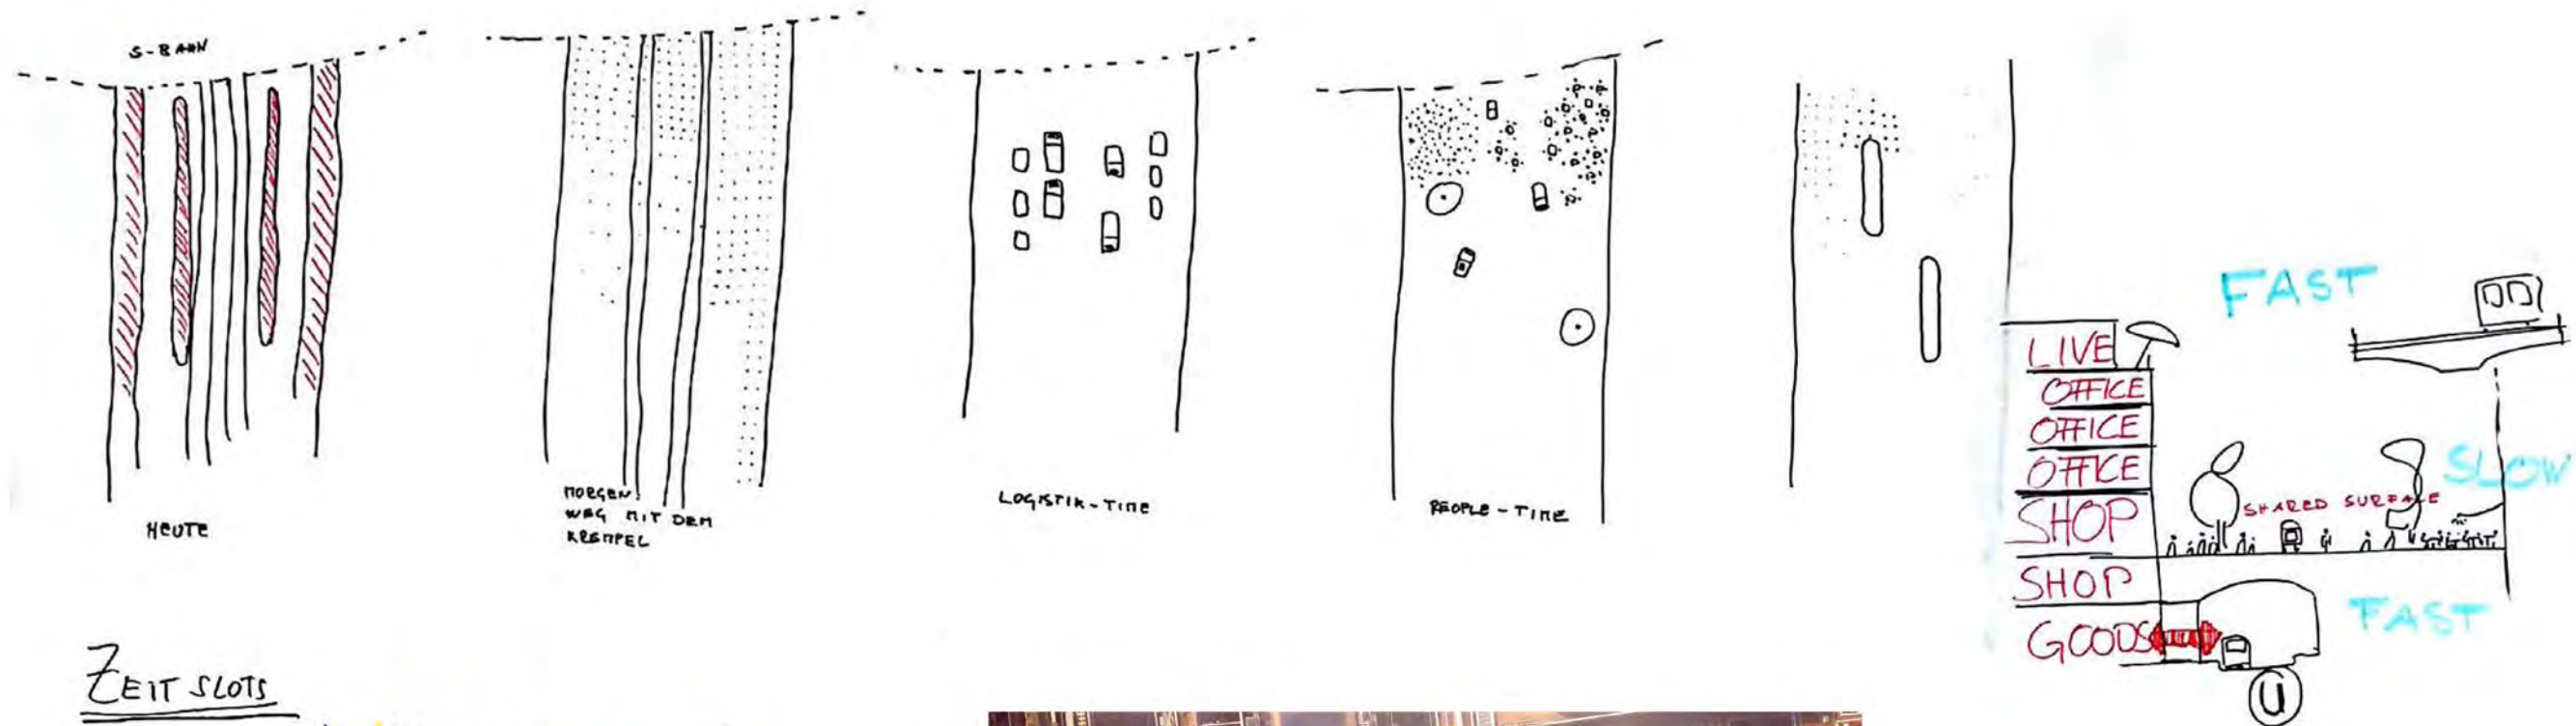 S-BAHN
HEUTE
MORGEN:
WEG MIT DEM
KREMPEL
LOGISTIK-TIME
PEOPLE-TIME
FAST
LIVE
OFFICE
OFFICE
OFFICE
SLOW
SHOP
SHARED SURFACE
SHOP
FAST
GOODS
U
ZEIT SLOTS